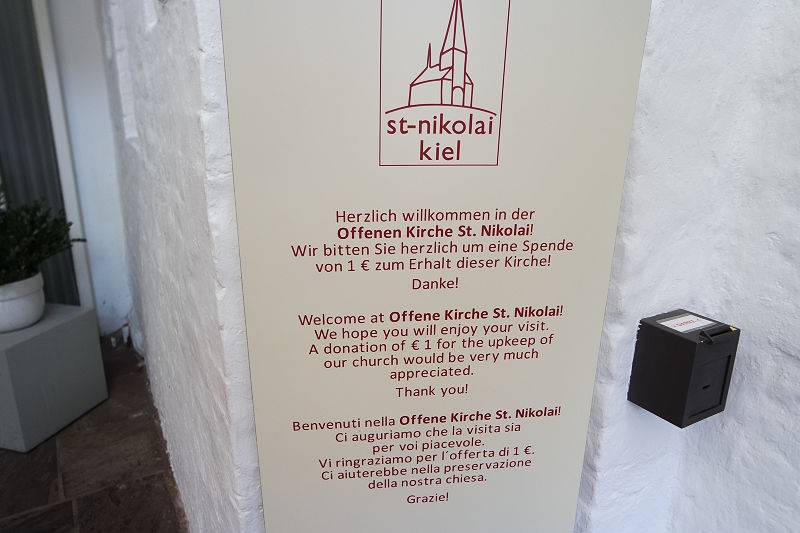 st-nikolai
kiel
Herzlich willkommen in der
Offenen Kirche St. Nikolai!
Wir bitten Sie herzlich um eine Spende
von 1 € zum Erhalt dieser Kirche!
Danke!
Welcome at Offene Kirche St. Nikolai!
We hope you will enjoy your visit.
A donation of € 1 for the upkeep of
our church would be very much
appreciated.
Thank you!
Benvenuti nella Offene Kirche St. Nikolai!
Ci auguriamo che la visita sia
per voi piacevole.
Vi ringraziamo per l´offerta di 1 €.
Ci aiuterebbe nella preservazione
della nostra chiesa.
Graziel